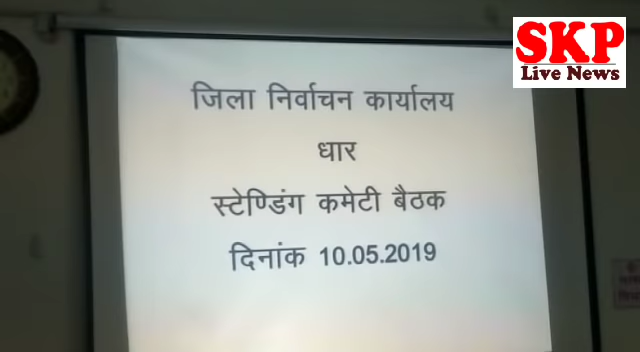 SKP
Live News
जिला निर्वाचन कार्यालय
धार
स्टेण्डिंग कमेटी बैठक
दिनांक 10.05.2019